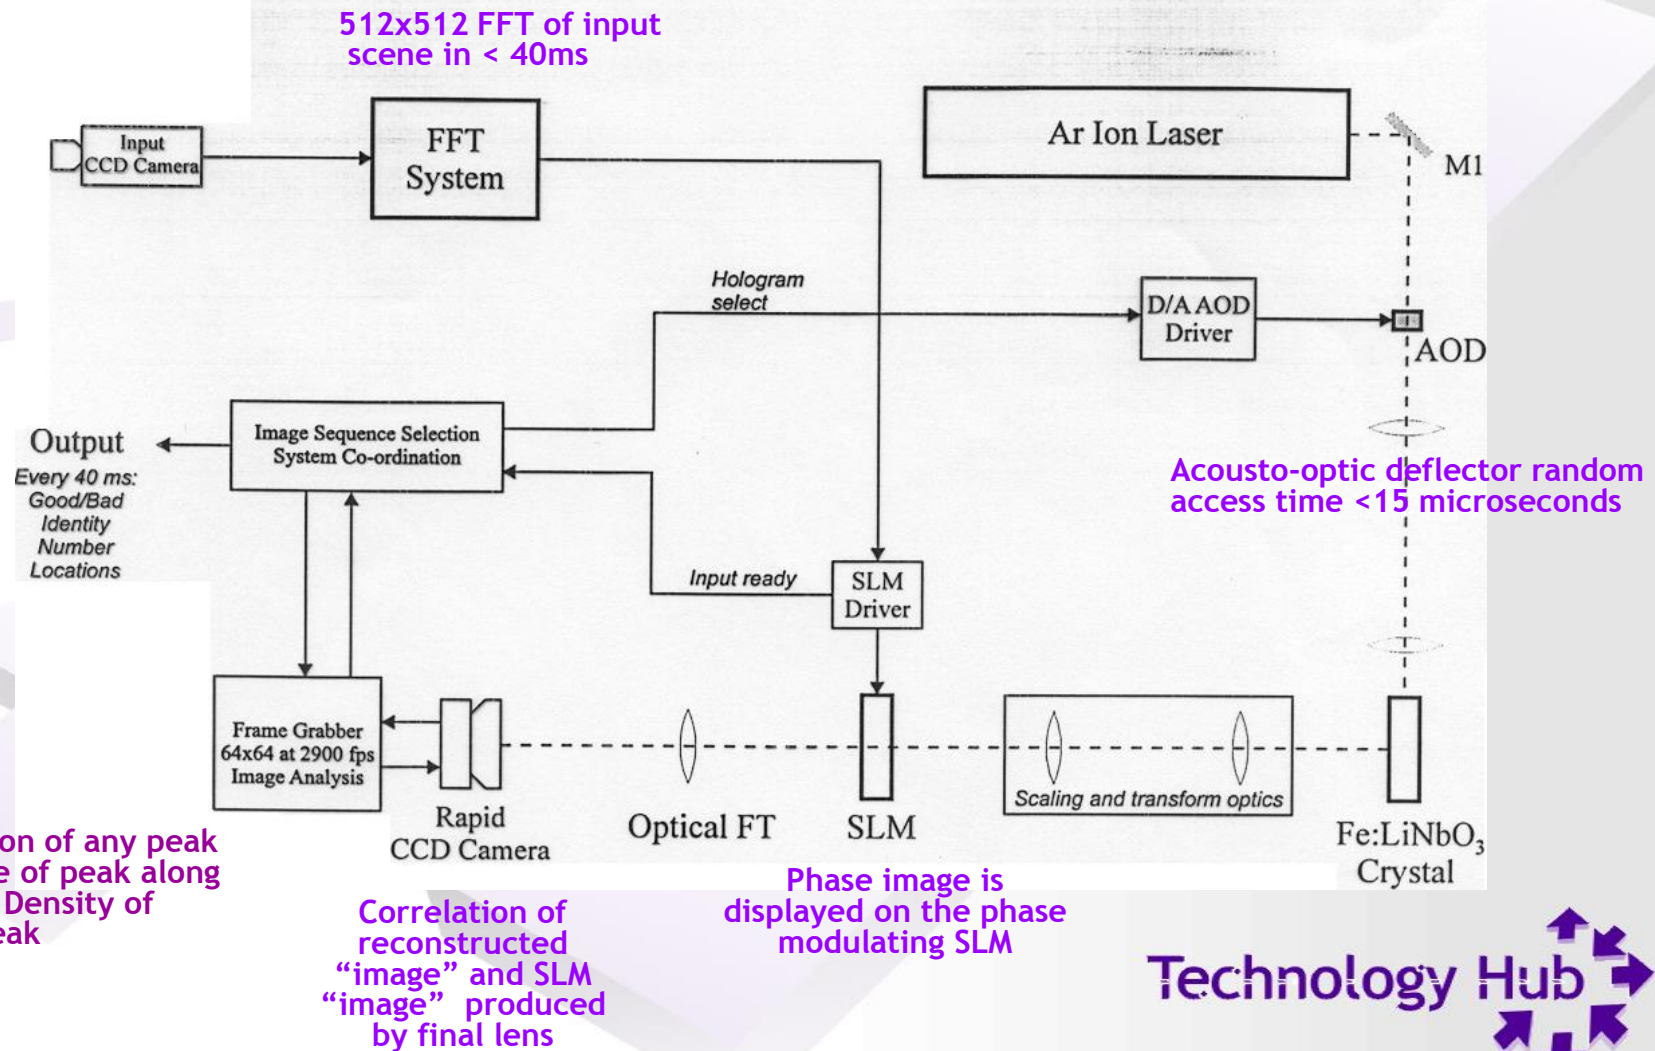 512x512 FFT of input
scene in < 40ms
Input
CCD Camera
FFT
System
Ar Ion Laser
M1
Hologram
select
D/A AOD
Driver
AOD
Output
Every 40 ms:
Good/Bad
Identity
Number
Locations
Image Sequence Selection
System Co-ordination
Acousto-optic deflector random
access time <15 microseconds
Input ready
SLM
Driver
Frame Grabber
64x64 at 2900 fps
Image Analysis
Rapid
CCD Camera
Optical FT
SLM
Scaling and transform optics
Fe:LiNbO₃
Crystal
of any peak
of peak along
Density of
Correlation of
reconstructed
“image” and SLM
“image” produced
by final lens
Phase image is
displayed on the phase
modulating SLM
Technology Hub